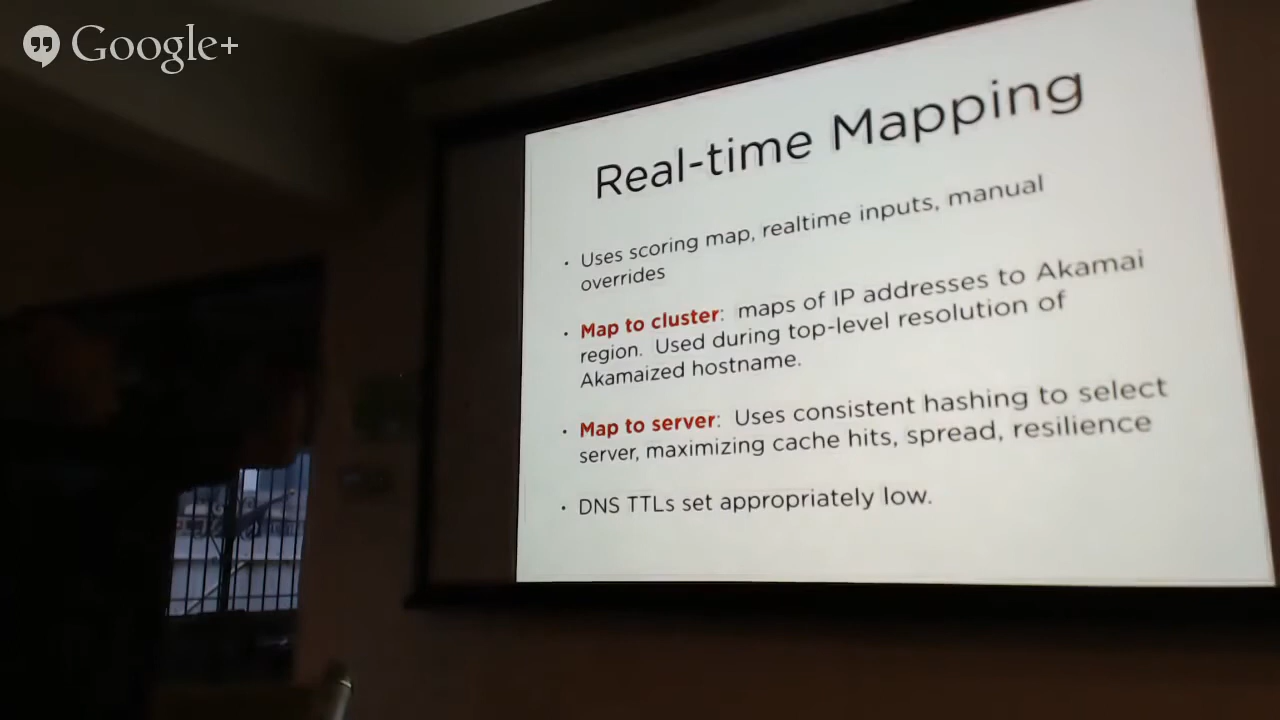 Google+
Real-time Mapping
• Uses scoring map, realtime inputs, manual
overrides
• Map to cluster: maps of IP addresses to Akamai
region. Used during top-level resolution of
Akamaized hostname.
• Map to server: Uses consistent hashing to select
server, maximizing cache hits, spread, resilience
• DNS TTLs set appropriately low.